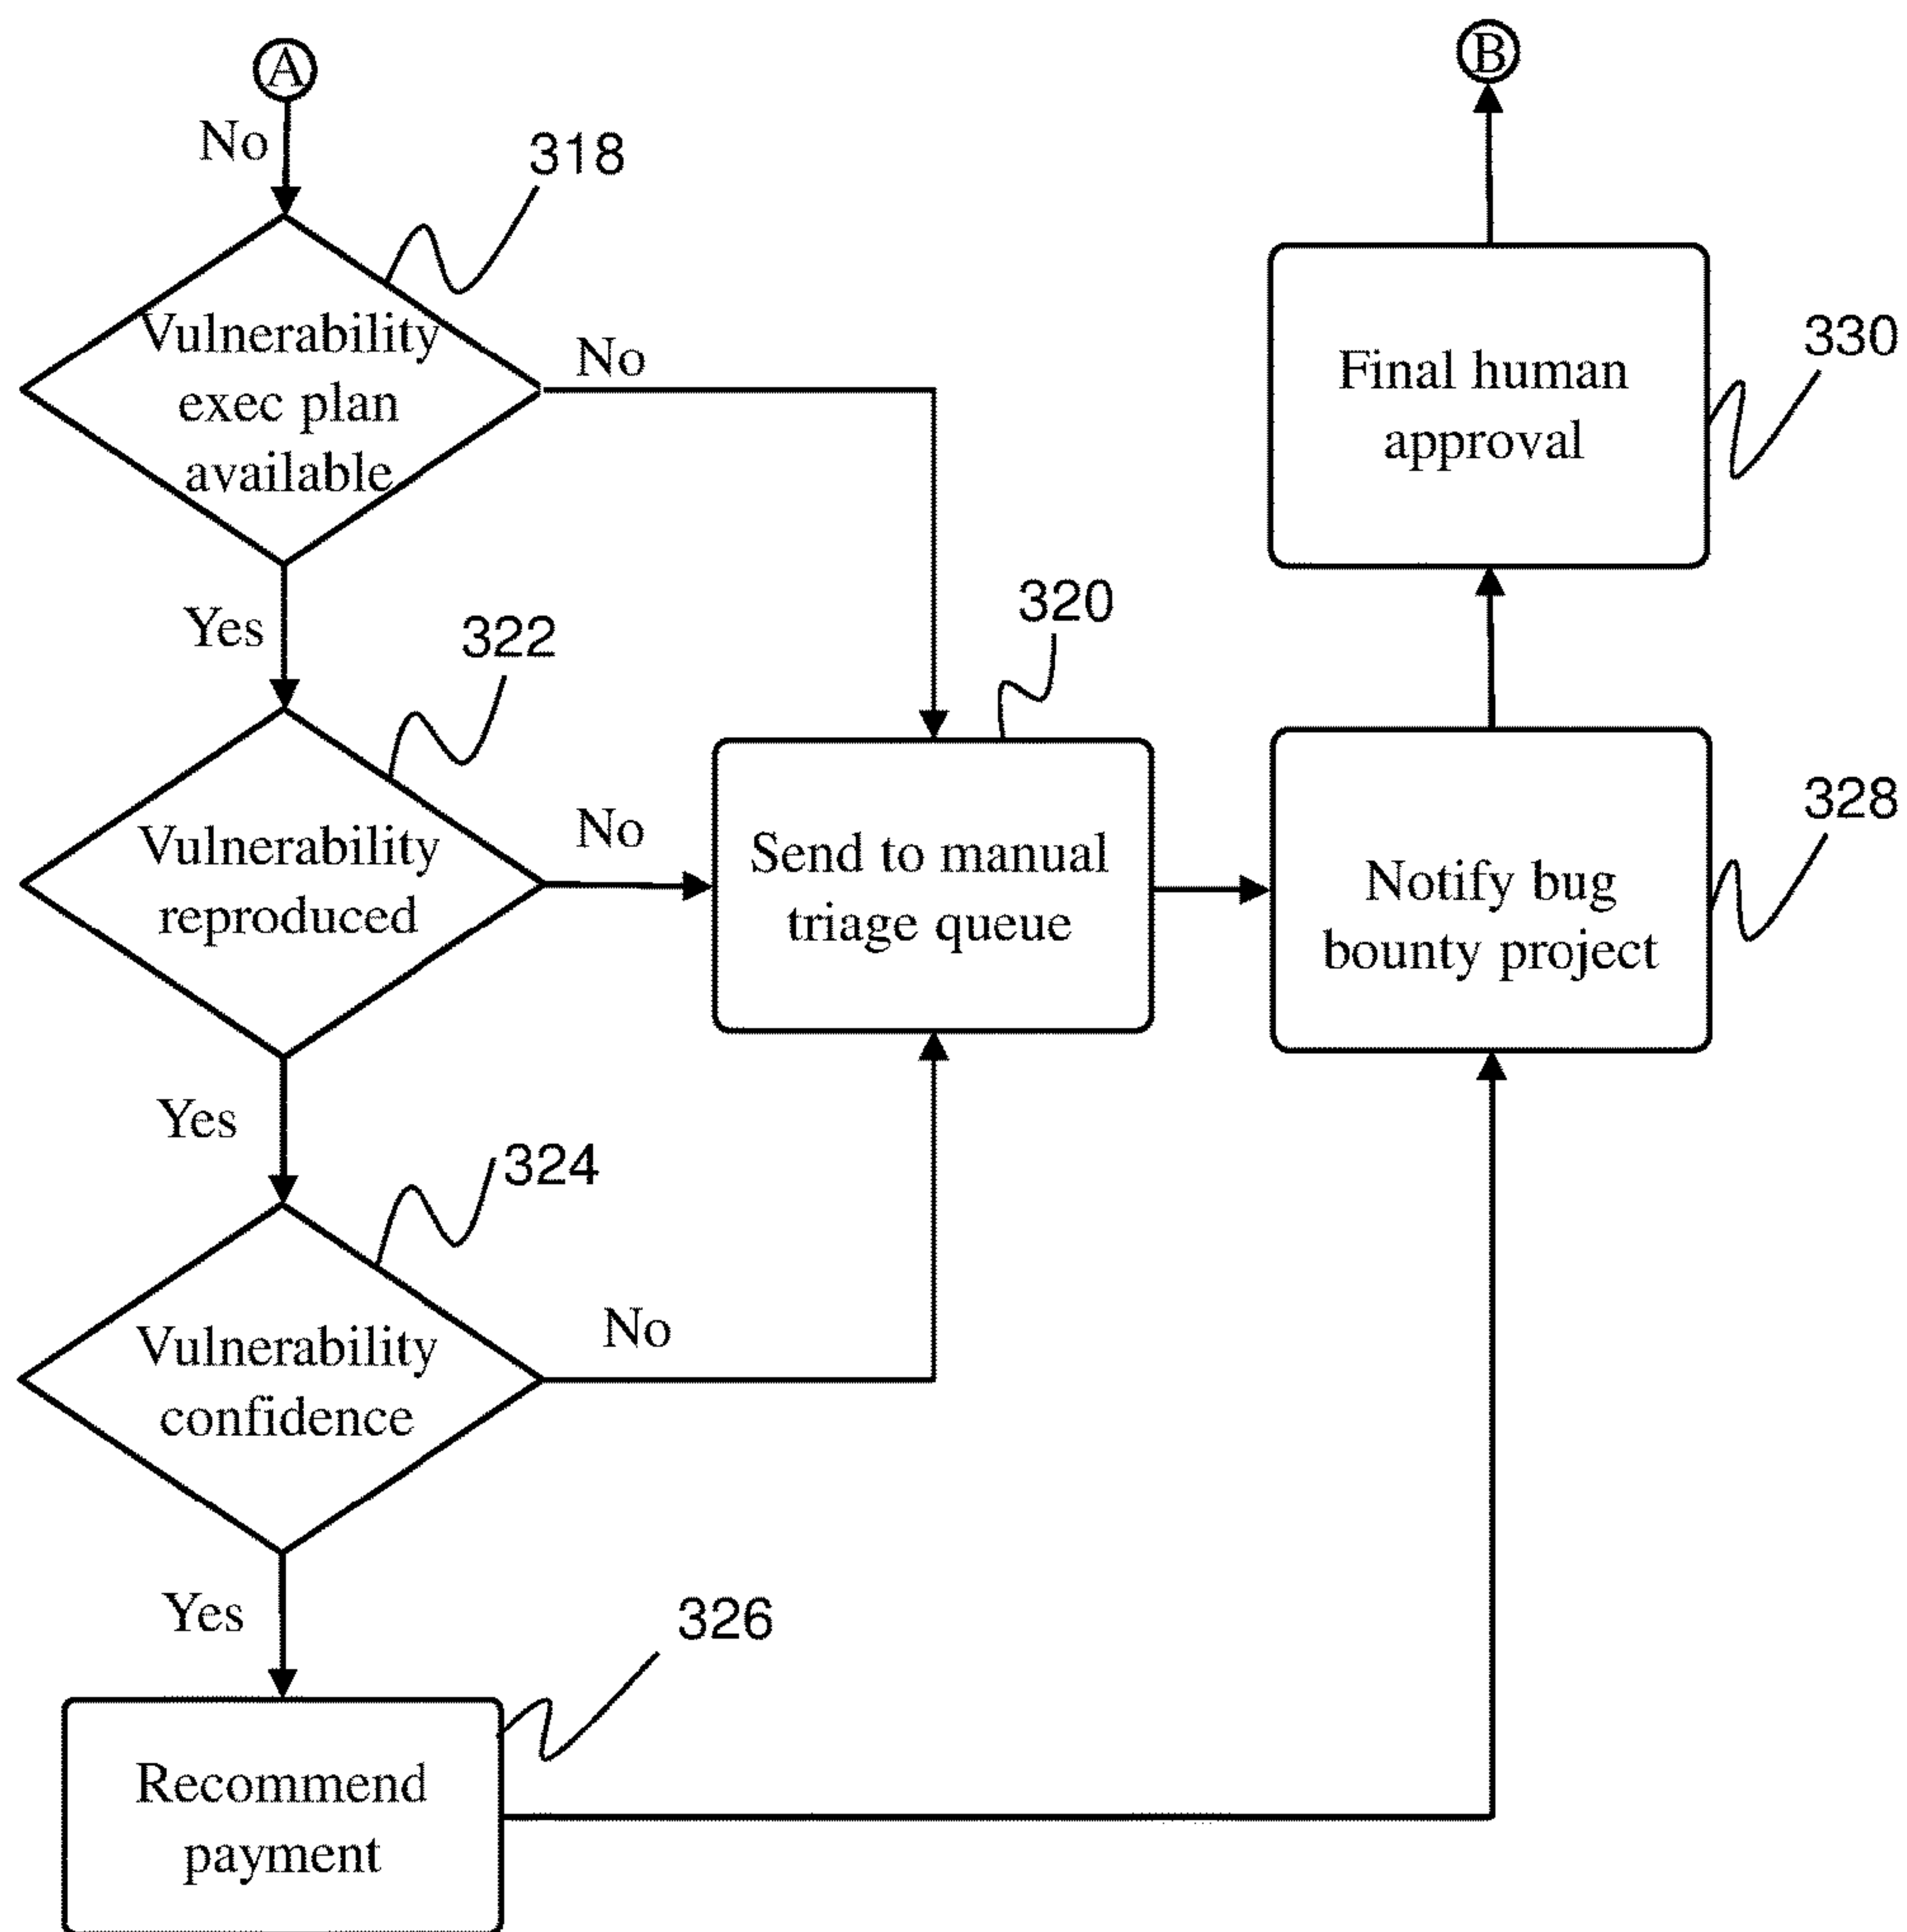 A
B
No
318
Vulnerability
exec plan
available
No
Final human
approval
330
Yes
322
320
Vulnerability
reproduced
No
Send to manual
triage queue
Notify bug
bounty project
328
Yes
324
Vulnerability
confidence
No
Yes
326
Recommend
payment